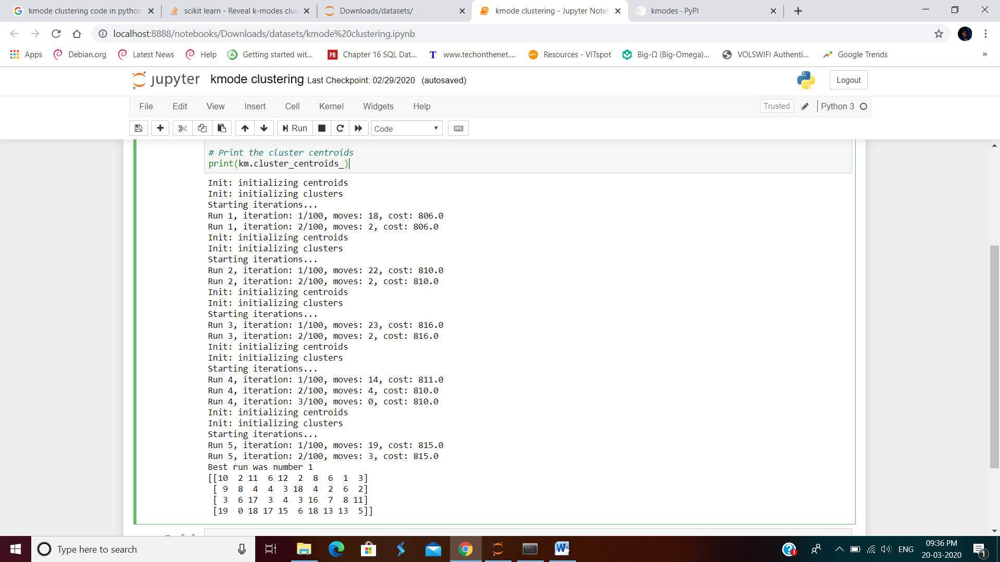 kmode clustering code in python
scikit learn - Reveal k-modes clus
Downloads/datasets/
kmode clustering - Jupyter Noteb
kmodes · PyPI
localhost:8888/notebooks/Downloads/datasets/kmode%20clustering.ipynb
Apps Debian.org Latest News Help Getting started wit... PB Chapter 16 SQL Dat... T www.techonthenet.... spot Resources - VITspot Big-Ω (Big-Omega)... VOLSWIFI Authenti... Google Trends »
jupyter kmode clustering Last Checkpoint: 02/29/2020 (autosaved) Logout
File Edit View Insert Cell Kernel Widgets Help Trusted Python 3
Run Code
# Print the cluster centroids
print(km.cluster_centroids_)
Init: initializing centroids
Init: initializing clusters
Starting iterations...
Run 1, iteration: 1/100, moves: 18, cost: 806.0
Run 1, iteration: 2/100, moves: 2, cost: 806.0
Init: initializing centroids
Init: initializing clusters
Starting iterations...
Run 2, iteration: 1/100, moves: 22, cost: 810.0
Run 2, iteration: 2/100, moves: 2, cost: 810.0
Init: initializing centroids
Init: initializing clusters
Starting iterations...
Run 3, iteration: 1/100, moves: 23, cost: 816.0
Run 3, iteration: 2/100, moves: 2, cost: 816.0
Init: initializing centroids
Init: initializing clusters
Starting iterations...
Run 4, iteration: 1/100, moves: 14, cost: 811.0
Run 4, iteration: 2/100, moves: 4, cost: 810.0
Run 4, iteration: 3/100, moves: 0, cost: 810.0
Init: initializing centroids
Init: initializing clusters
Starting iterations...
Run 5, iteration: 1/100, moves: 19, cost: 815.0
Run 5, iteration: 2/100, moves: 3, cost: 815.0
Best run was number 1
[[10  2 11  6 12  2  8  6  1  3]
 [ 9  8  4  4  3 18  4  2  6  2]
 [ 3  6 17  3  4  3 16  7  8 11]
 [19  0 18 17 15  6 18 13 13  5]]
Type here to search
ENG
09:36 PM
20-03-2020
1